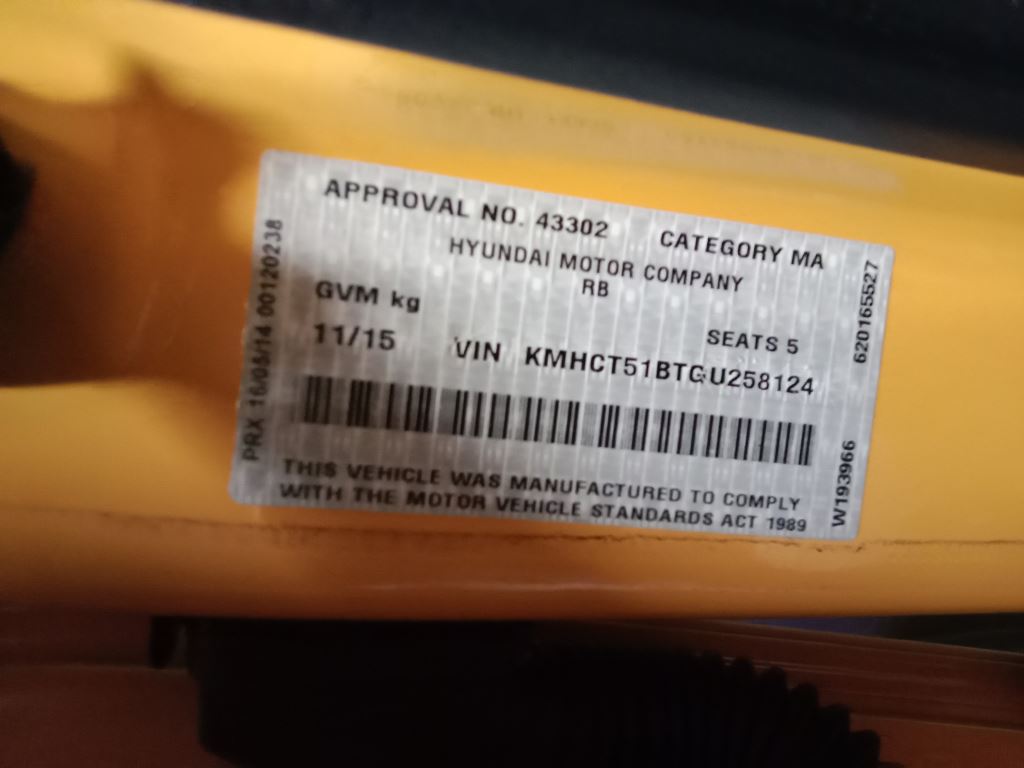 APPROVAL NO. 43302 CATEGORY MA
HYUNDAI MOTOR COMPANY
RB
GVM kg
SEATS 5
11/15 VIN KMHCT51BTGU258124
THIS VEHICLE WAS MANUFACTURED TO COMPLY
WITH THE MOTOR VEHICLE STANDARDS ACT 1989
PRX 16/08/14 00120238
620165527
W193966